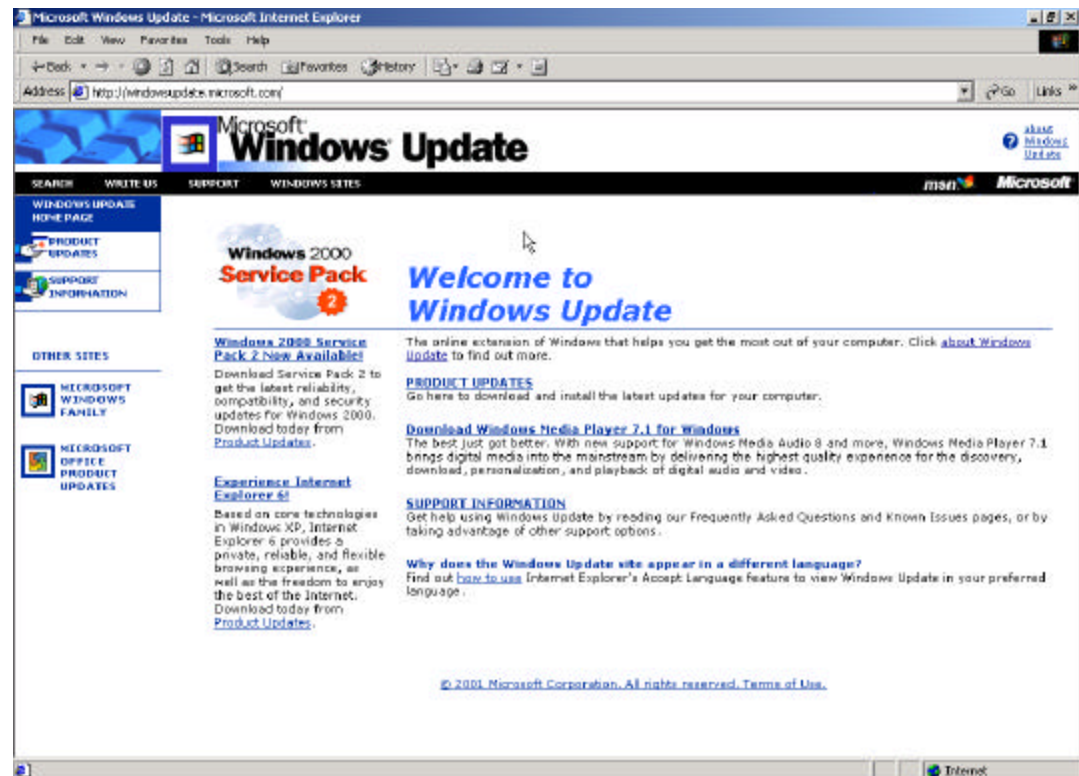 Microsoft Windows Update - Microsoft Internet Explorer
File Edit View Favorites Tools Help
Back Search Favorites History
Address http://windowsupdate.microsoft.com/ Go Links »
Microsoft
Windows Update
about
Windows
Update
SEARCH WRITE US SUPPORT WINDOWS SITES
msn Microsoft
WINDOWS UPDATE
HOME PAGE
PRODUCT
UPDATES
SUPPORT
INFORMATION
OTHER SITES
MICROSOFT
WINDOWS
FAMILY
MICROSOFT
OFFICE
PRODUCT
UPDATES
Windows 2000
Service Pack
2
Windows 2000 Service
Pack 2 Now Available!
Download Service Pack 2 to
get the latest reliability,
compatibility, and security
updates for Windows 2000.
Download today from
Product Updates.
Experience Internet
Explorer 6!
Based on core technologies
in Windows XP, Internet
Explorer 6 provides a
private, reliable, and flexible
browsing experience, as
well as the freedom to enjoy
the best of the Internet.
Download today from
Product Updates.
Welcome to
Windows Update
The online extension of Windows that helps you get the most out of your computer. Click about Windows
Update to find out more.
PRODUCT UPDATES
Go here to download and install the latest updates for your computer.
Download Windows Media Player 7.1 for Windows
The best just got better. With new support for Windows Media Audio 8 and more, Windows Media Player 7.1
brings digital media into the mainstream by delivering the highest quality experience for the discovery,
download, personalization, and playback of digital audio and video.
SUPPORT INFORMATION
Get help using Windows Update by reading our Frequently Asked Questions and Known Issues pages, or by
taking advantage of other support options.
Why does the Windows Update site appear in a different language?
Find out how to use Internet Explorer's Accept Language feature to view Windows Update in your preferred
language.
© 2001 Microsoft Corporation. All rights reserved. Terms of Use.
Internet